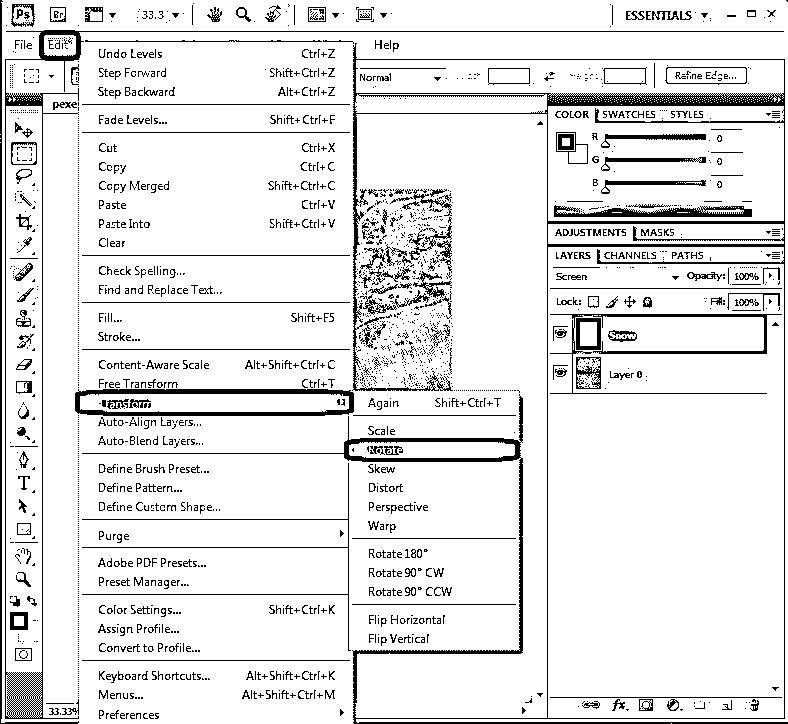 Ps Br 33.3 ESSENTIALS
File Edit Help
Normal Refine Edge...
Undo Levels Ctrl+Z
Step Forward Shift+Ctrl+Z
Step Backward Alt+Ctrl+Z
Fade Levels... Shift+Ctrl+F
Cut Ctrl+X
Copy Ctrl+C
Copy Merged Shift+Ctrl+C
Paste Ctrl+V
Paste Into Shift+Ctrl+V
Clear
Check Spelling...
Find and Replace Text...
Fill... Shift+F5
Stroke...
Content-Aware Scale Alt+Shift+Ctrl+C
Free Transform Ctrl+T
Transform
Auto-Align Layers...
Auto-Blend Layers...
Define Brush Preset...
Define Pattern...
Define Custom Shape...
Purge
Adobe PDF Presets...
Preset Manager...
Color Settings... Shift+Ctrl+K
Assign Profile...
Convert to Profile...
Keyboard Shortcuts... Alt+Shift+Ctrl+K
Menus... Alt+Shift+Ctrl+M
Preferences
Again Shift+Ctrl+T
Scale
Rotate
Skew
Distort
Perspective
Warp
Rotate 180°
Rotate 90° CW
Rotate 90° CCW
Flip Horizontal
Flip Vertical
COLOR SWATCHES STYLES
R 0
G 0
B 0
ADJUSTMENTS MASKS
LAYERS CHANNELS PATHS
Screen Opacity: 100%
Lock: Fill: 100%
Snow
Layer 0
fx
pexe
33.33%